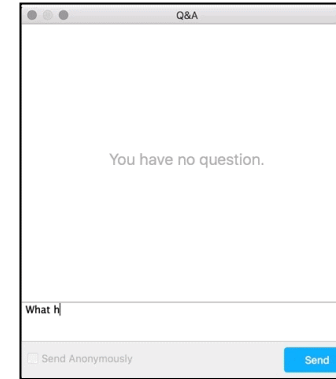 Q&A
You have no question.
What h
Send Anonymously
Send